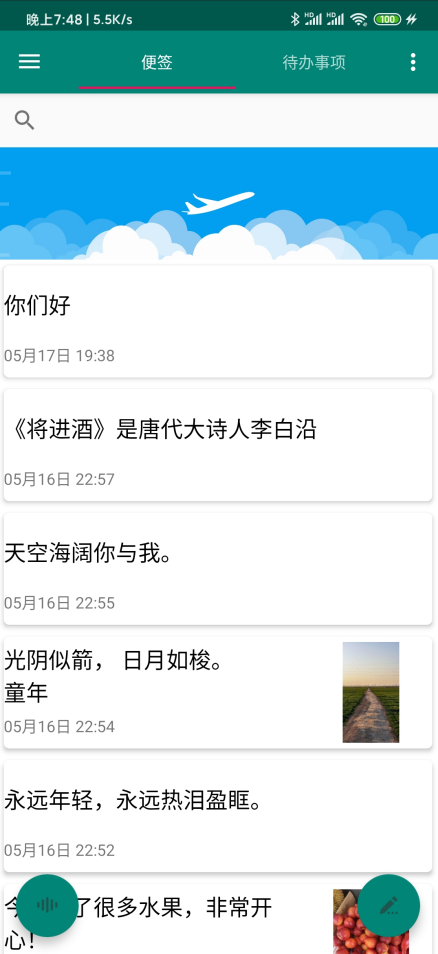 晚上7:48 | 5.5K/s
HD HD 100
便签 待办事项
你们好
05月17日 19:38
《将进酒》是唐代大诗人李白沿
05月16日 22:57
天空海阔你与我。
05月16日 22:55
光阴似箭， 日月如梭。
童年
05月16日 22:54
永远年轻，永远热泪盈眶。
05月16日 22:52
今 了很多水果，非常开
心！